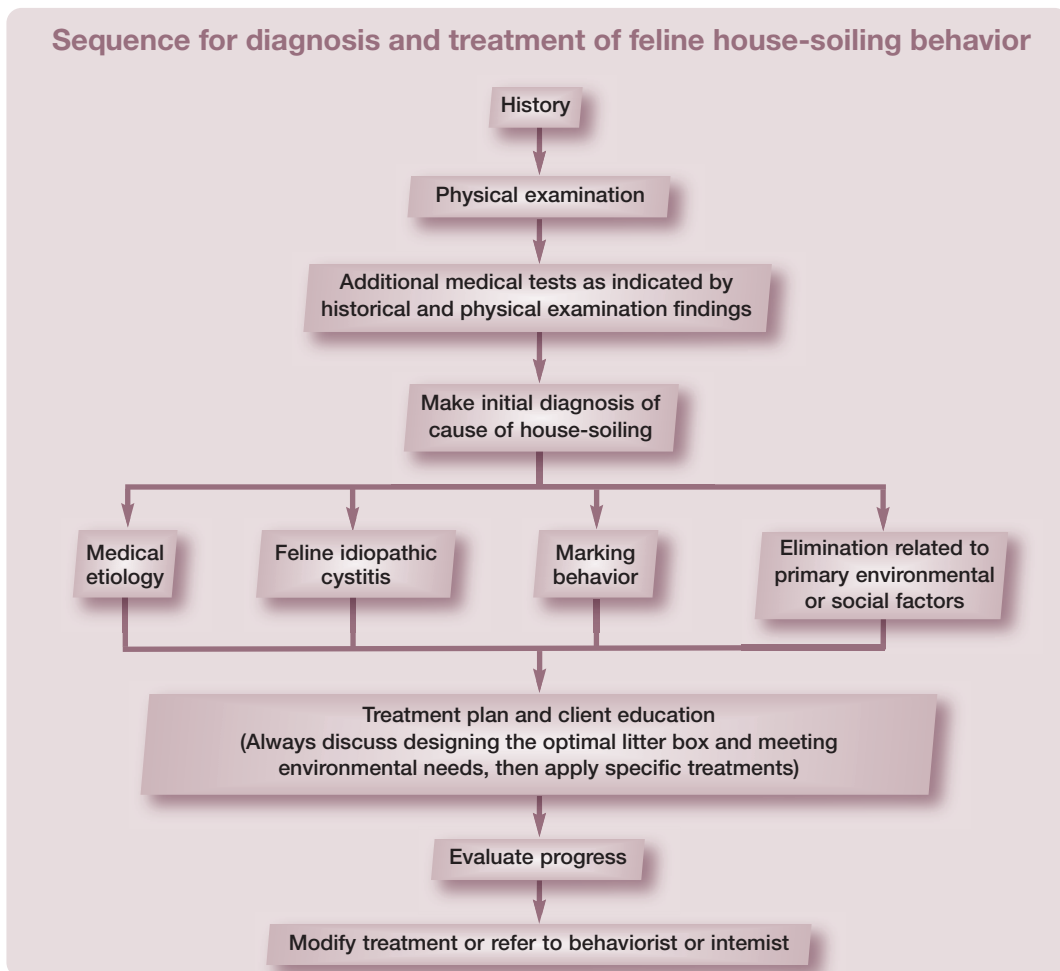 Sequence for diagnosis and treatment of feline house-soiling behavior
History
Physical examination
Additional medical tests as indicated by
historical and physical examination findings
Make initial diagnosis of
cause of house-soiling
Medical
etiology
Feline idiopathic
cystitis
Marking
behavior
Elimination related to
primary environmental
or social factors
Treatment plan and client education
(Always discuss designing the optimal litter box and meeting
environmental needs, then apply specific treatments)
Evaluate progress
Modify treatment or refer to behaviorist or intemist